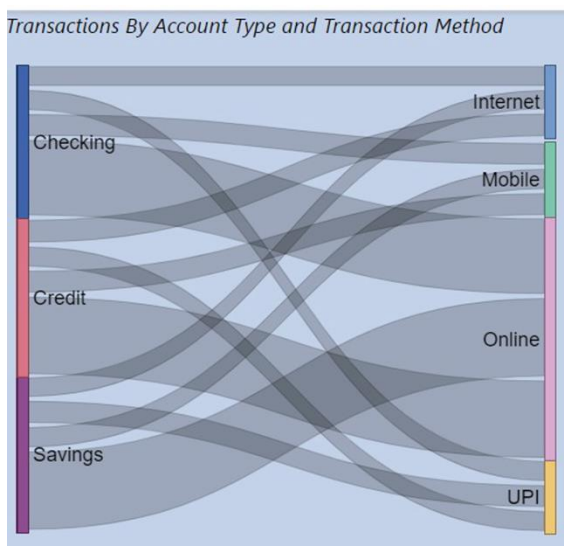 Transactions By Account Type and Transaction Method
Internet
Checking
Mobile
Credit
Online
Savings
UPI